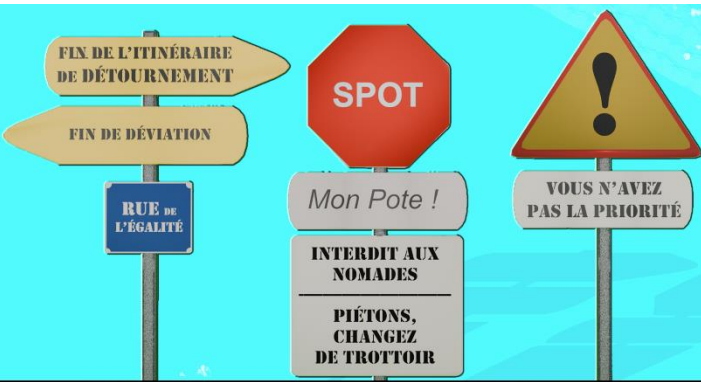 FIN DE L'ITINÉRAIRE
DE DÉTOURNEMENT
FIN DE DÉVIATION
RUE DE
L'ÉGALITÉ
SPOT
Mon Pote !
INTERDIT AUX
NOMADES
PIÉTONS,
CHANGEZ
DE TROTTOIR
!
VOUS N'AVEZ
PAS LA PRIORITÉ